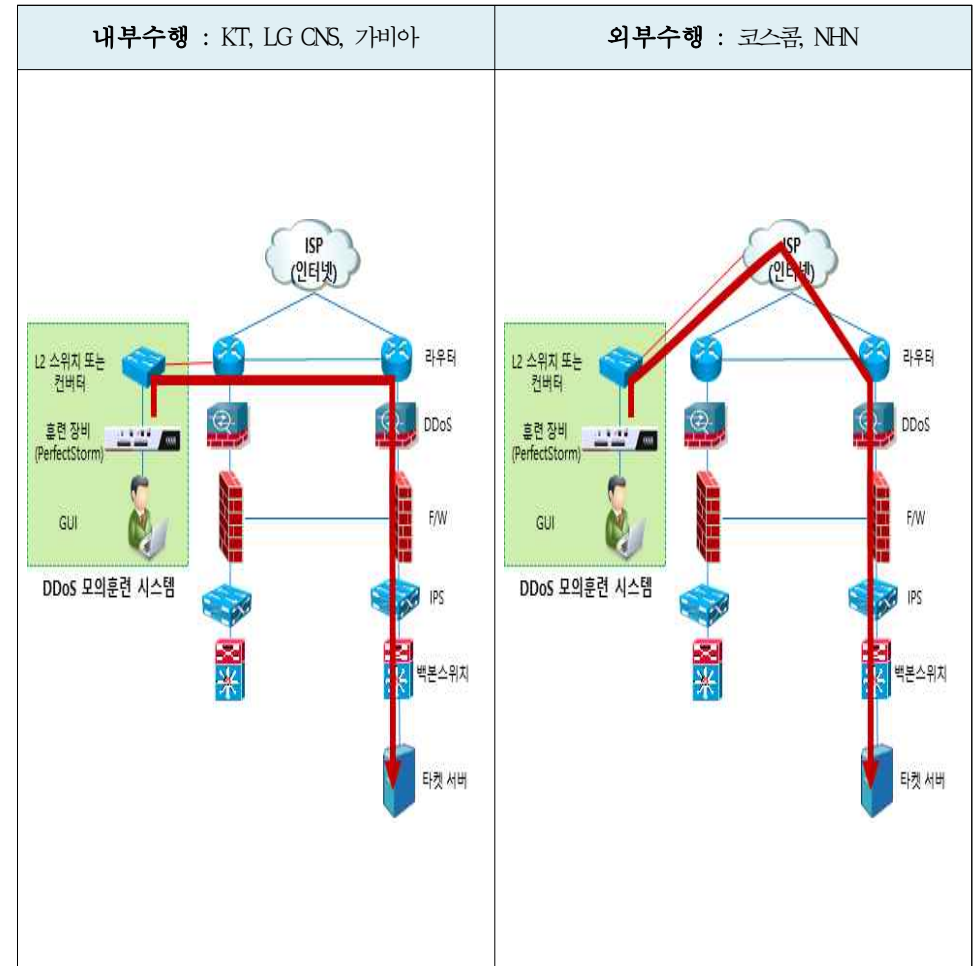 내부수행 : KT, LG CNS, 가비아
외부수행 : 코스콤, NHN
ISP
(인터넷)
L2 스위치 또는
컨버터
훈련 장비
(PerfectStorm)
GUI
DDoS 모의훈련 시스템
라우터
DDoS
F/W
IPS
백본스위치
타켓 서버
ISP
(인터넷)
L2 스위치 또는
컨버터
훈련 장비
(PerfectStorm)
GUI
DDoS 모의훈련 시스템
라우터
DDoS
F/W
IPS
백본스위치
타켓 서버